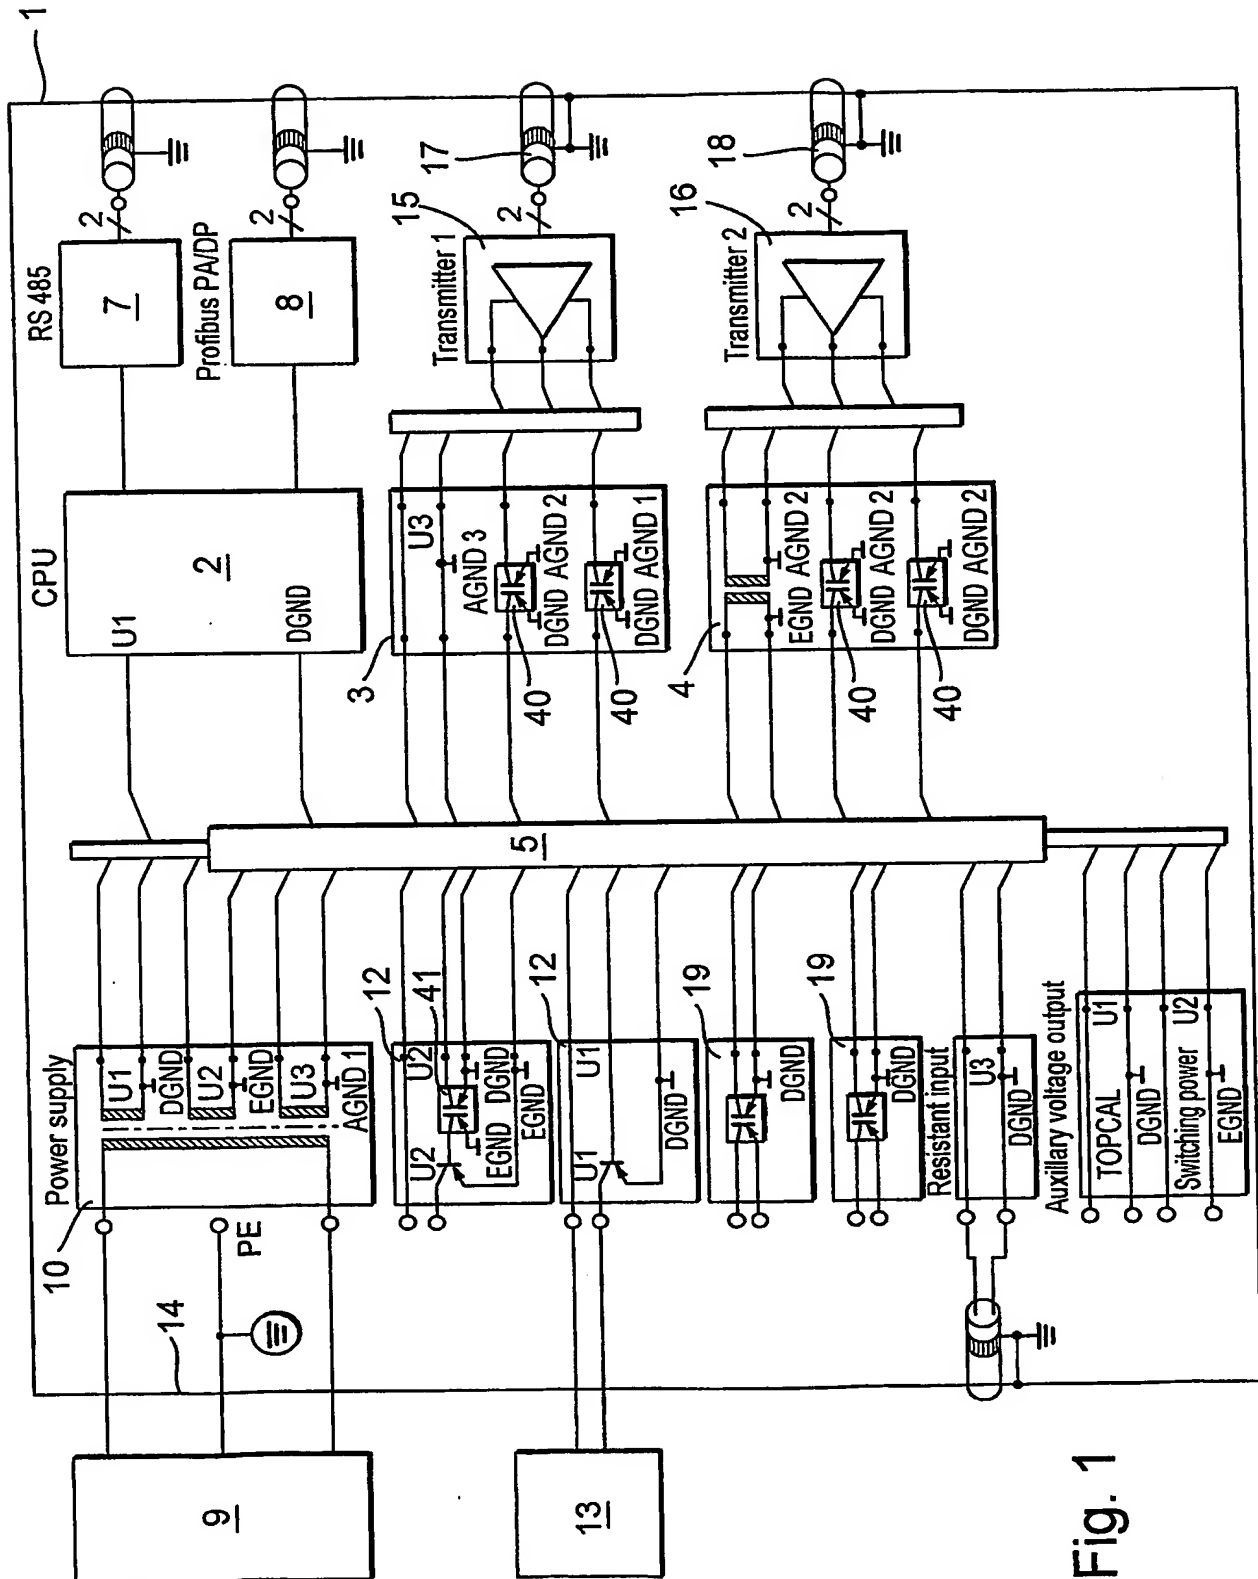 1
RS 485
2
7
Profibus PA/DP
2
8
CPU
U1
2
DGND
17
15
2
Transmitter 1
18
16
2
Transmitter 2
3
U3
AGND 3
DGND AGND 2
DGND AGND 1
40
40
4
EGND AGND 2
DGND AGND 2
DGND AGND 2
40
40
5
10
Power supply
U1
DGND
U2
EGND
U3
AGND 1
PE
14
9
12
41
U2
U2
EGND DGND
EGND
12
U1
U1
DGND
13
19
DGND
19
DGND
Resistant input
U3
DGND
Auxillary voltage output
TOPCAL
U1
DGND
Switching power
U2
EGND
Fig. 1